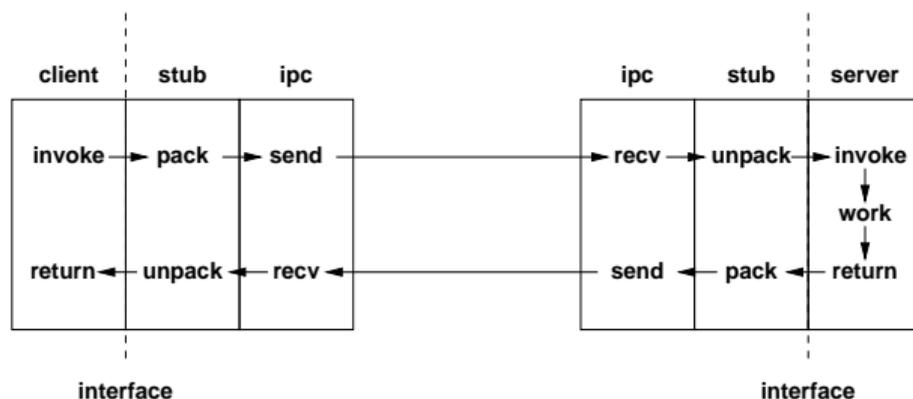 client stub ipc ipc stub server
invoke pack send recv unpack invoke
work
return unpack recv send pack return
interface interface